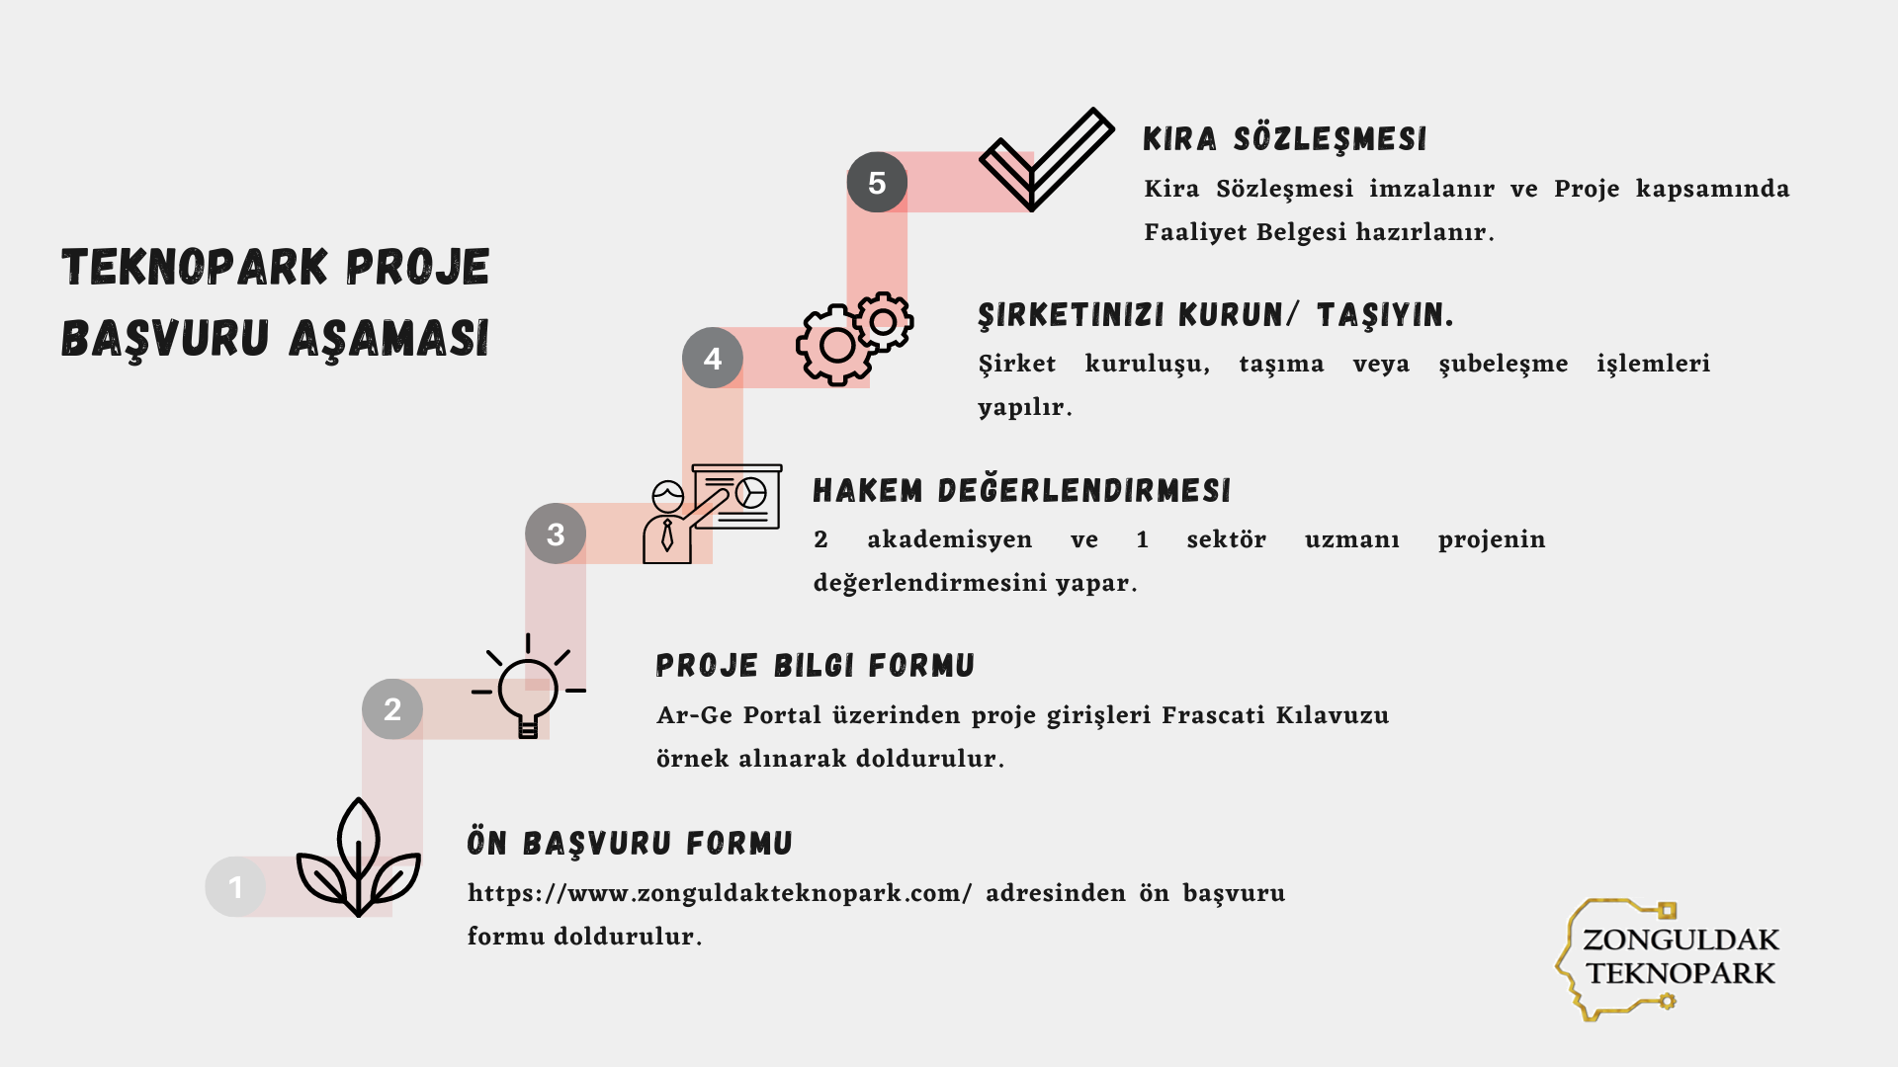 TEKNOPARK PROJE
BAŞVURU AŞAMASI
5
KIRA SÖZLEŞMESI
Kira Sözleşmesi imzalanır ve Proje kapsamında
Faaliyet Belgesi hazırlanır.
4
ŞIRKETINIZI KURUN/ TAŞIYIN.
Şirket kuruluşu, taşıma veya şubeleşme işlemleri
yapılır.
3
HAKEM DEĞERLENDIRMESI
2 akademisyen ve 1 sektör uzmanı projenin
değerlendirmesini yapar.
2
PROJE BILGI FORMU
Ar-Ge Portal üzerinden proje girişleri Frascati Kılavuzu
örnek alınarak doldurulur.
1
ÖN BAŞVURU FORMU
https://www.zonguldakteknopark.com/ adresinden ön başvuru
formu doldurulur.
ZONGULDAK
TEKNOPARK